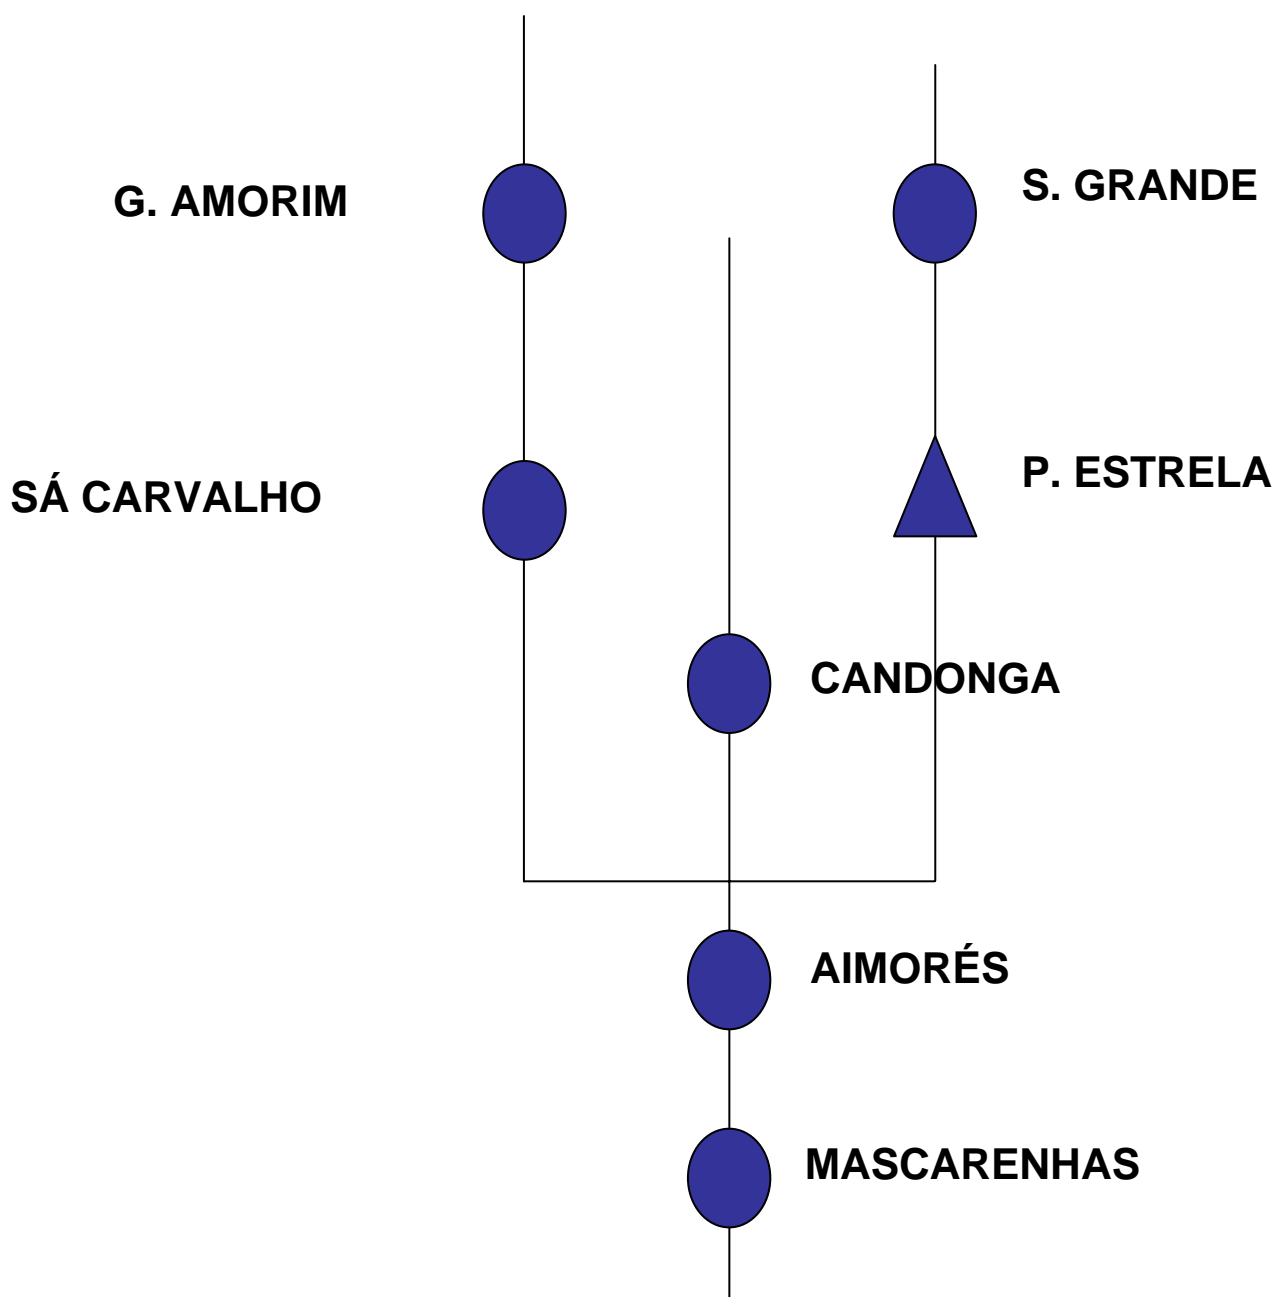 G. AMORIM
S. GRANDE
SÁ CARVALHO
P. ESTRELA
CANDONGA
AIMORÉS
MASCARENHAS